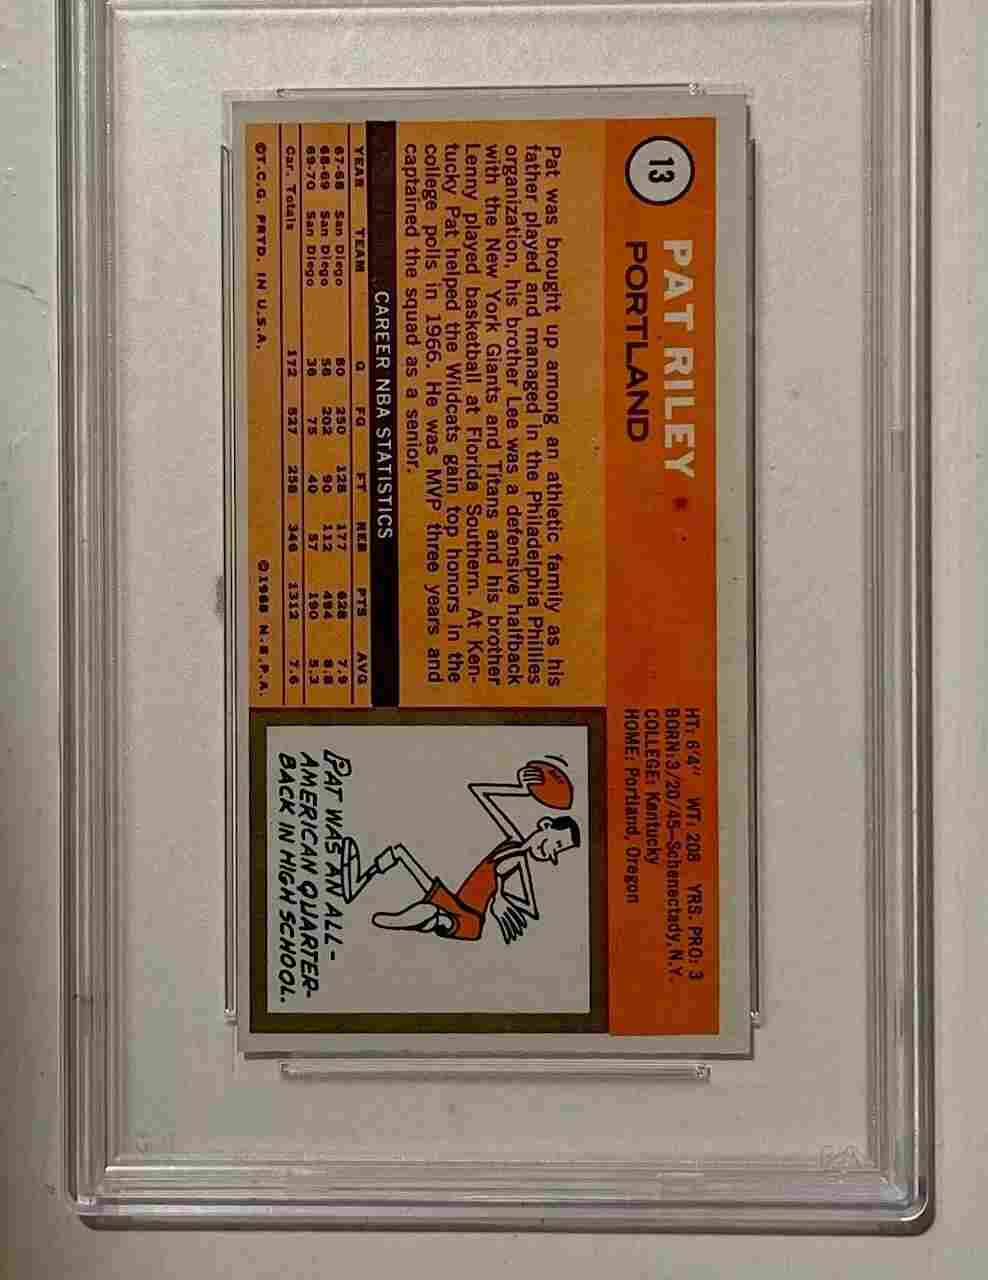 13
PAT RILEY
PORTLAND
HT: 6'4" WT: 208 YRS. PRO: 3
BORN: 3/20/45—Schenectady, N.Y.
COLLEGE: Kentucky
HOME: Portland, Oregon
Pat was brought up among an athletic family as his
father played and managed in the Philadelphia Phillies
organization, his brother Lee was a defensive halfback
with the New York Giants and Titans and his brother
Lenny played basketball at Florida Southern. At Ken-
tucky Pat helped the Wildcats gain top honors in the
college polls in 1966. He was MVP three years and
captained the squad as a senior.
CAREER NBA STATISTICS
YEAR TEAM G FG FT REB PTS AVG
67-68 San Diego 80 250 128 177 628 7.9
68-69 San Diego 56 202 90 112 494 8.8
69-70 San Diego 36 75 40 57 190 5.3
Car. Totals 172 527 258 346 1312 7.6
©T.C.G. PRTD. IN U.S.A. ©1968 N.B.P.A.
PAT WAS AN ALL-
AMERICAN QUARTER-
BACK IN HIGH SCHOOL.